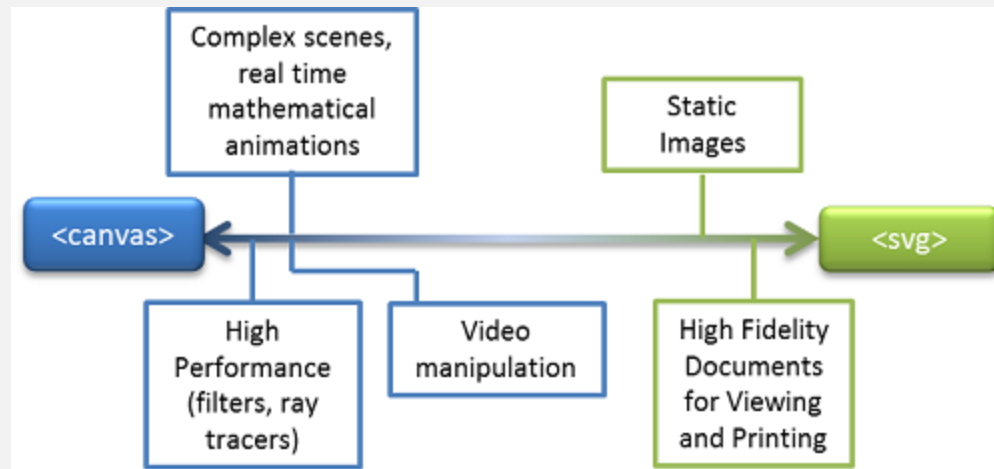 Complex scenes,
real time
mathematical
animations
Static
Images
<canvas>
<svg>
High
Performance
(filters, ray
tracers)
Video
manipulation
High Fidelity
Documents
for Viewing
and Printing